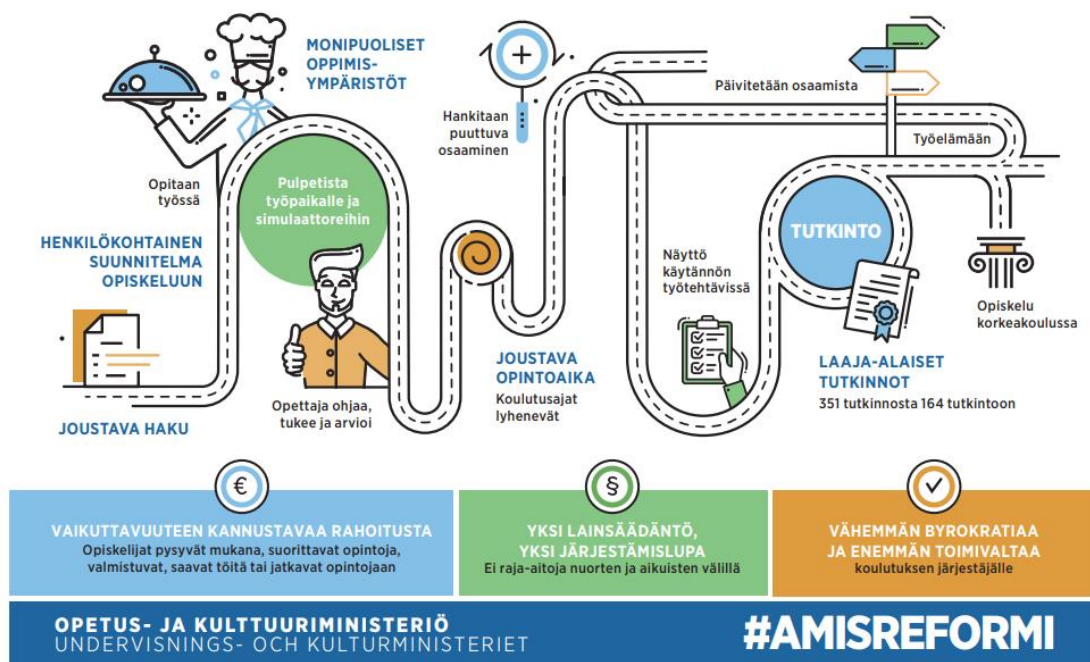 MONIPUOLISET
OPPIMIS-
YMPÄRISTÖT
Opitaan
työssä
Pulpetista
työpaikalle ja
simulaattoreihin
HENKILÖKOHTAINEN
SUUNNITELMA
OPISKELUUN
JOUSTAVA HAKU
Opettaja ohjaa,
tukee ja arvioi
Hankitaan
puuttuva
osaaminen
JOUSTAVA
OPINTOAIKA
Koulutusajat
lyhenevät
Päivitetään osaamista
Työelämään
Näyttö
käytännön
työtehtävissä
TUTKINTO
LAAJA-ALAISET
TUTKINNOT
351 tutkinnosta 164 tutkintoon
Opiskelu
korkeakoulussa
€
VAIKUTTAVUUTEEN KANNUSTAVAA RAHOITUSTA
Opiskelijat pysyvät mukana, suorittavat opintoja,
valmistuvat, saavat töitä tai jatkavat opintojaan
§
YKSI LAINSÄÄDÄNTÖ,
YKSI JÄRJESTÄMISLUPA
Ei raja-aitoja nuorten ja aikuisten välillä
VÄHEMMÄN BYROKRATIAA
JA ENEMMÄN TOIMIVALTAA
koulutuksen järjestäjälle
OPETUS- JA KULTTUURIMINISTERIÖ
UNDERVISNINGS- OCH KULTURMINISTERIET
#AMISREFORMI